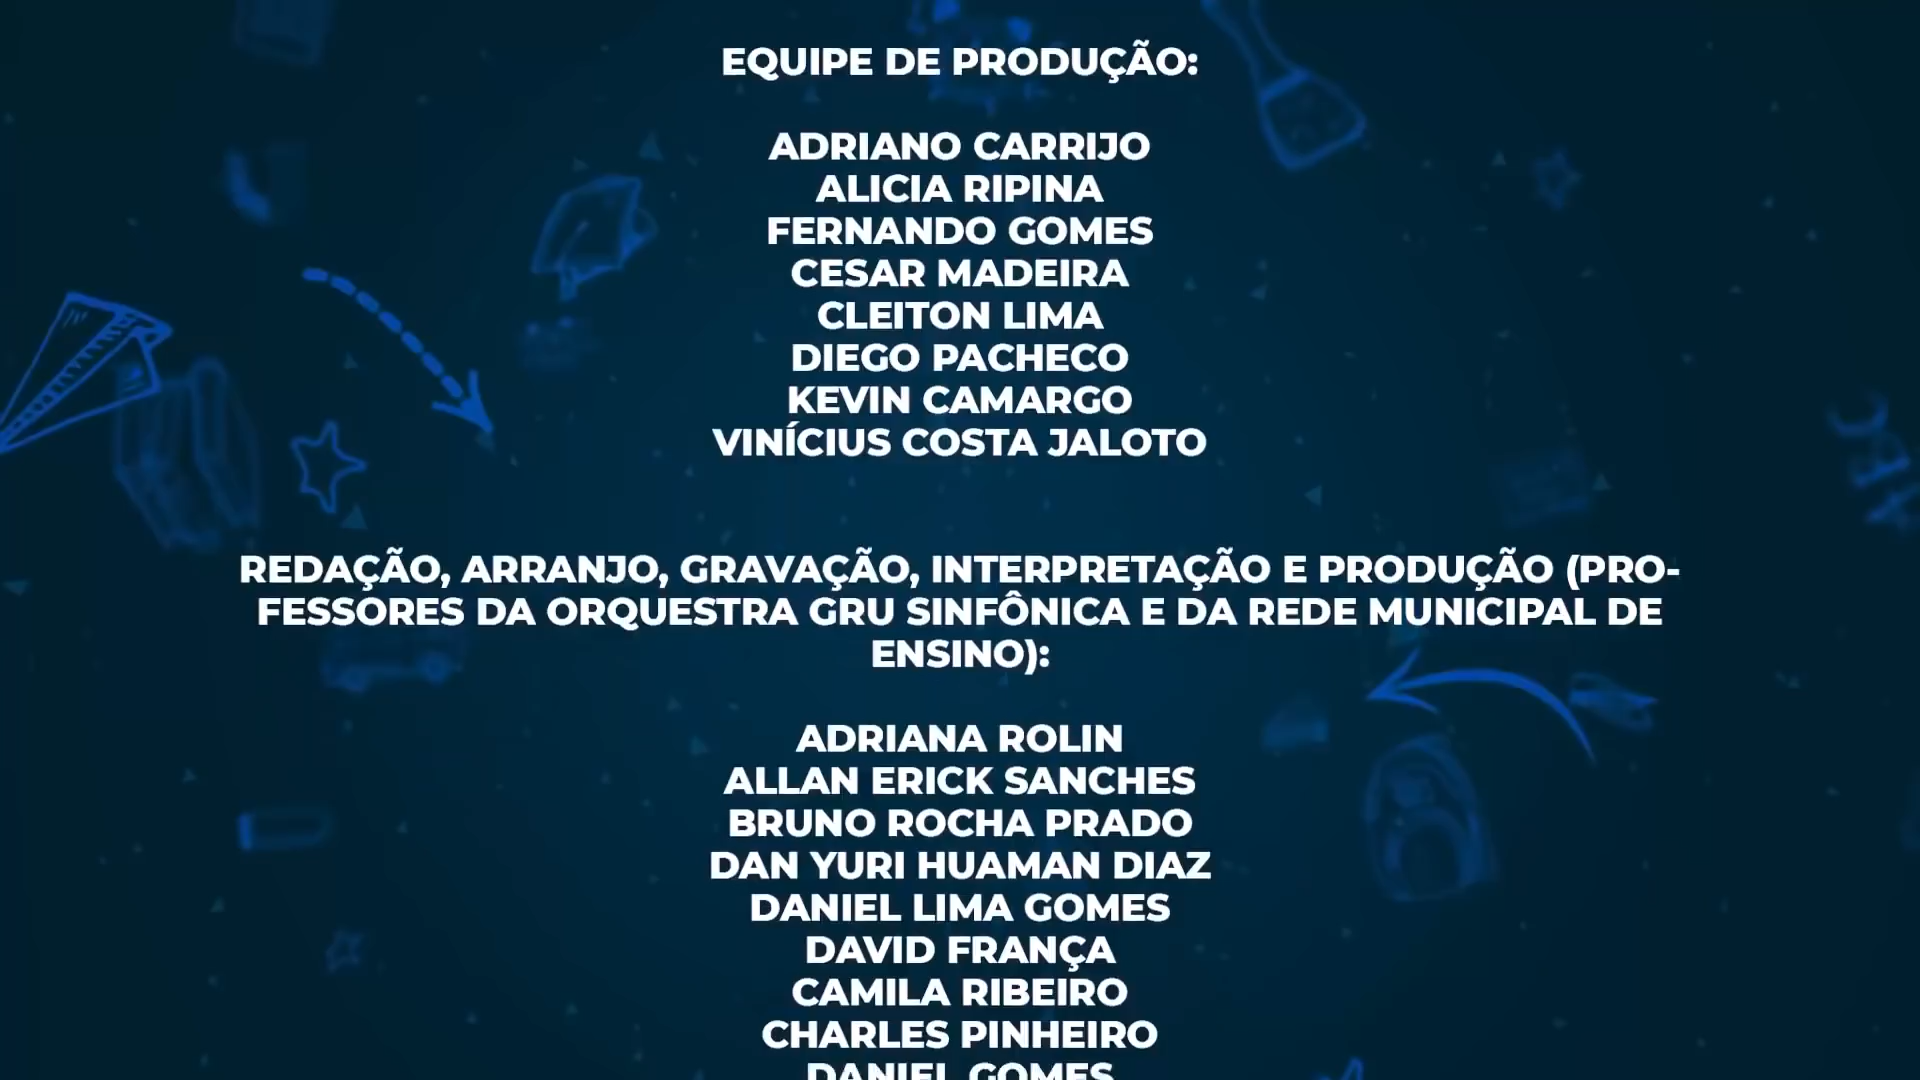 EQUIPE DE PRODUÇÃO:
ADRIANO CARRIJO
ALICIA RIPINA
FERNANDO GOMES
CESAR MADEIRA
CLEITON LIMA
DIEGO PACHECO
KEVIN CAMARGO
VINÍCIUS COSTA JALOTO
REDAÇÃO, ARRANJO, GRAVAÇÃO, INTERPRETAÇÃO E PRODUÇÃO (PRO-
FESSORES DA ORQUESTRA GRU SINFÔNICA E DA REDE MUNICIPAL DE
ENSINO):
ADRIANA ROLIN
ALLAN ERICK SANCHES
BRUNO ROCHA PRADO
DAN YURI HUAMAN DIAZ
DANIEL LIMA GOMES
DAVID FRANÇA
CAMILA RIBEIRO
CHARLES PINHEIRO
DANIEL GOMES